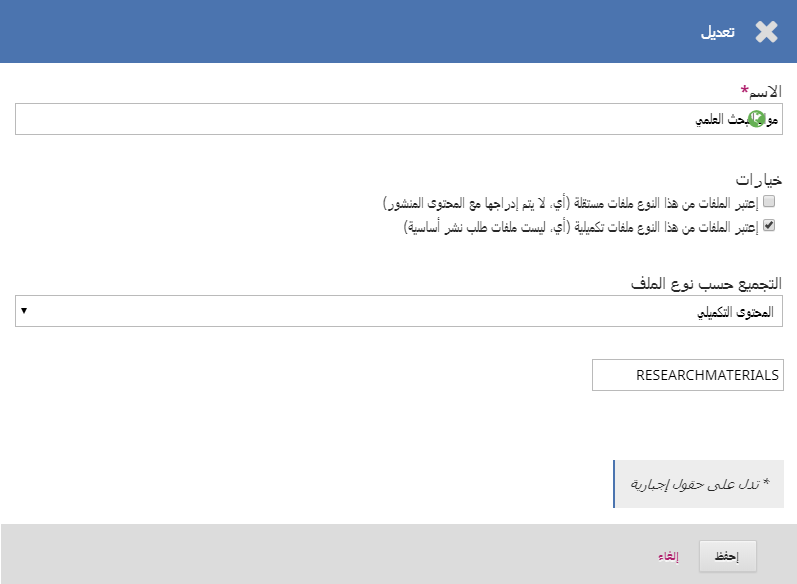 تعديل
الاسم*
البحث العلمي
خيارات
إعتبر الملفات من هذا النوع ملفات مستقلة (أي، لا يتم إدراجها مع المحتوى المنشور)
إعتبر الملفات من هذا النوع ملفات تكميلية (أي، ليست ملفات طلب نشر أساسية)
التجميع حسب نوع الملف
المحتوى التكميلي
RESEARCHMATERIALS
* تدل على حقول إجبارية
إحفظ
إلغاء